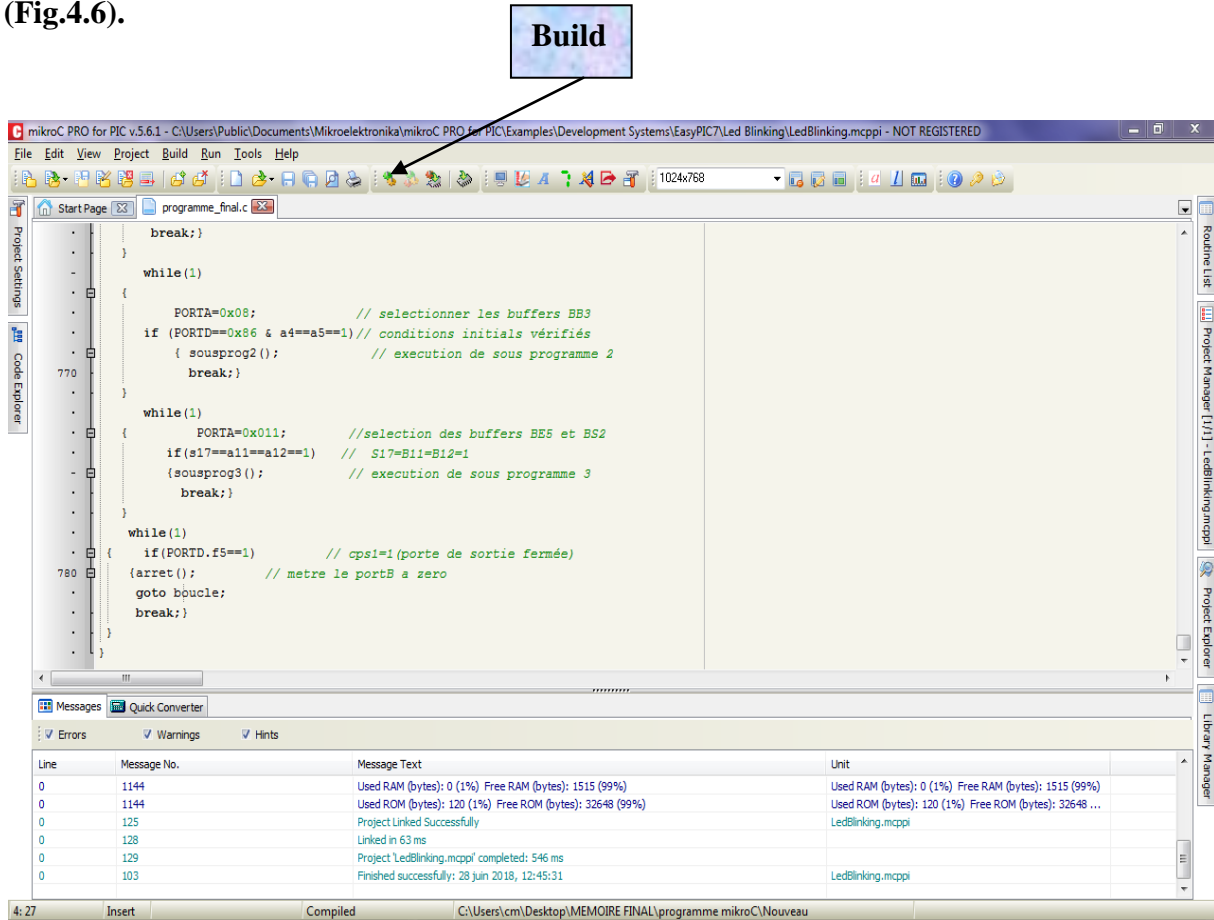 (Fig.4.6).
Build
mikroC PRO for PIC v.5.6.1 - C:\Users\Public\Documents\Mikroelektronika\mikroC PRO for PIC\Examples\Development Systems\EasyPIC7\Led Blinking\LedBlinking.mcppi - NOT REGISTERED
File Edit View Project Build Run Tools Help
1024x768
Start Page programme_final.c
break;}
}
while(1)
{
PORTA=0x08; // selectionner les buffers BB3
if (PORTD==0x86 & a4==a5==1)// conditions initials vérifiés
{ sousprog2(); // execution de sous programme 2
770 break;}
}
while(1)
{ PORTA=0x011; //selection des buffers BE5 et BS2
if(s17==a11==a12==1) // S17=B11=B12=1
{sousprog3(); // execution de sous programme 3
break;}
}
while(1)
{ if(PORTD.f5==1) // cps1=1(porte de sortie fermée)
780 {arret(); // metre le portB a zero
goto boucle;
break;}
}
}
Project Settings
Code Explorer
Routine List
Project Manager [1/1] - LedBlinking.mcppi
Project Explorer
Library Manager
Messages Quick Converter
Errors Warnings Hints
Line Message No. Message Text Unit
0 1144 Used RAM (bytes): 0 (1%) Free RAM (bytes): 1515 (99%) Used RAM (bytes): 0 (1%) Free RAM (bytes): 1515 (99%)
0 1144 Used ROM (bytes): 120 (1%) Free ROM (bytes): 32648 (99%) Used ROM (bytes): 120 (1%) Free ROM (bytes): 32648 ...
0 125 Project Linked Successfully LedBlinking.mcppi
0 128 Linked in 63 ms
0 129 Project 'LedBlinking.mcppi' completed: 546 ms
0 103 Finished successfully: 28 juin 2018, 12:45:31 LedBlinking.mcppi
4: 27 Insert Compiled C:\Users\cm\Desktop\MEMOIRE FINAL\programme mikroC\Nouveau